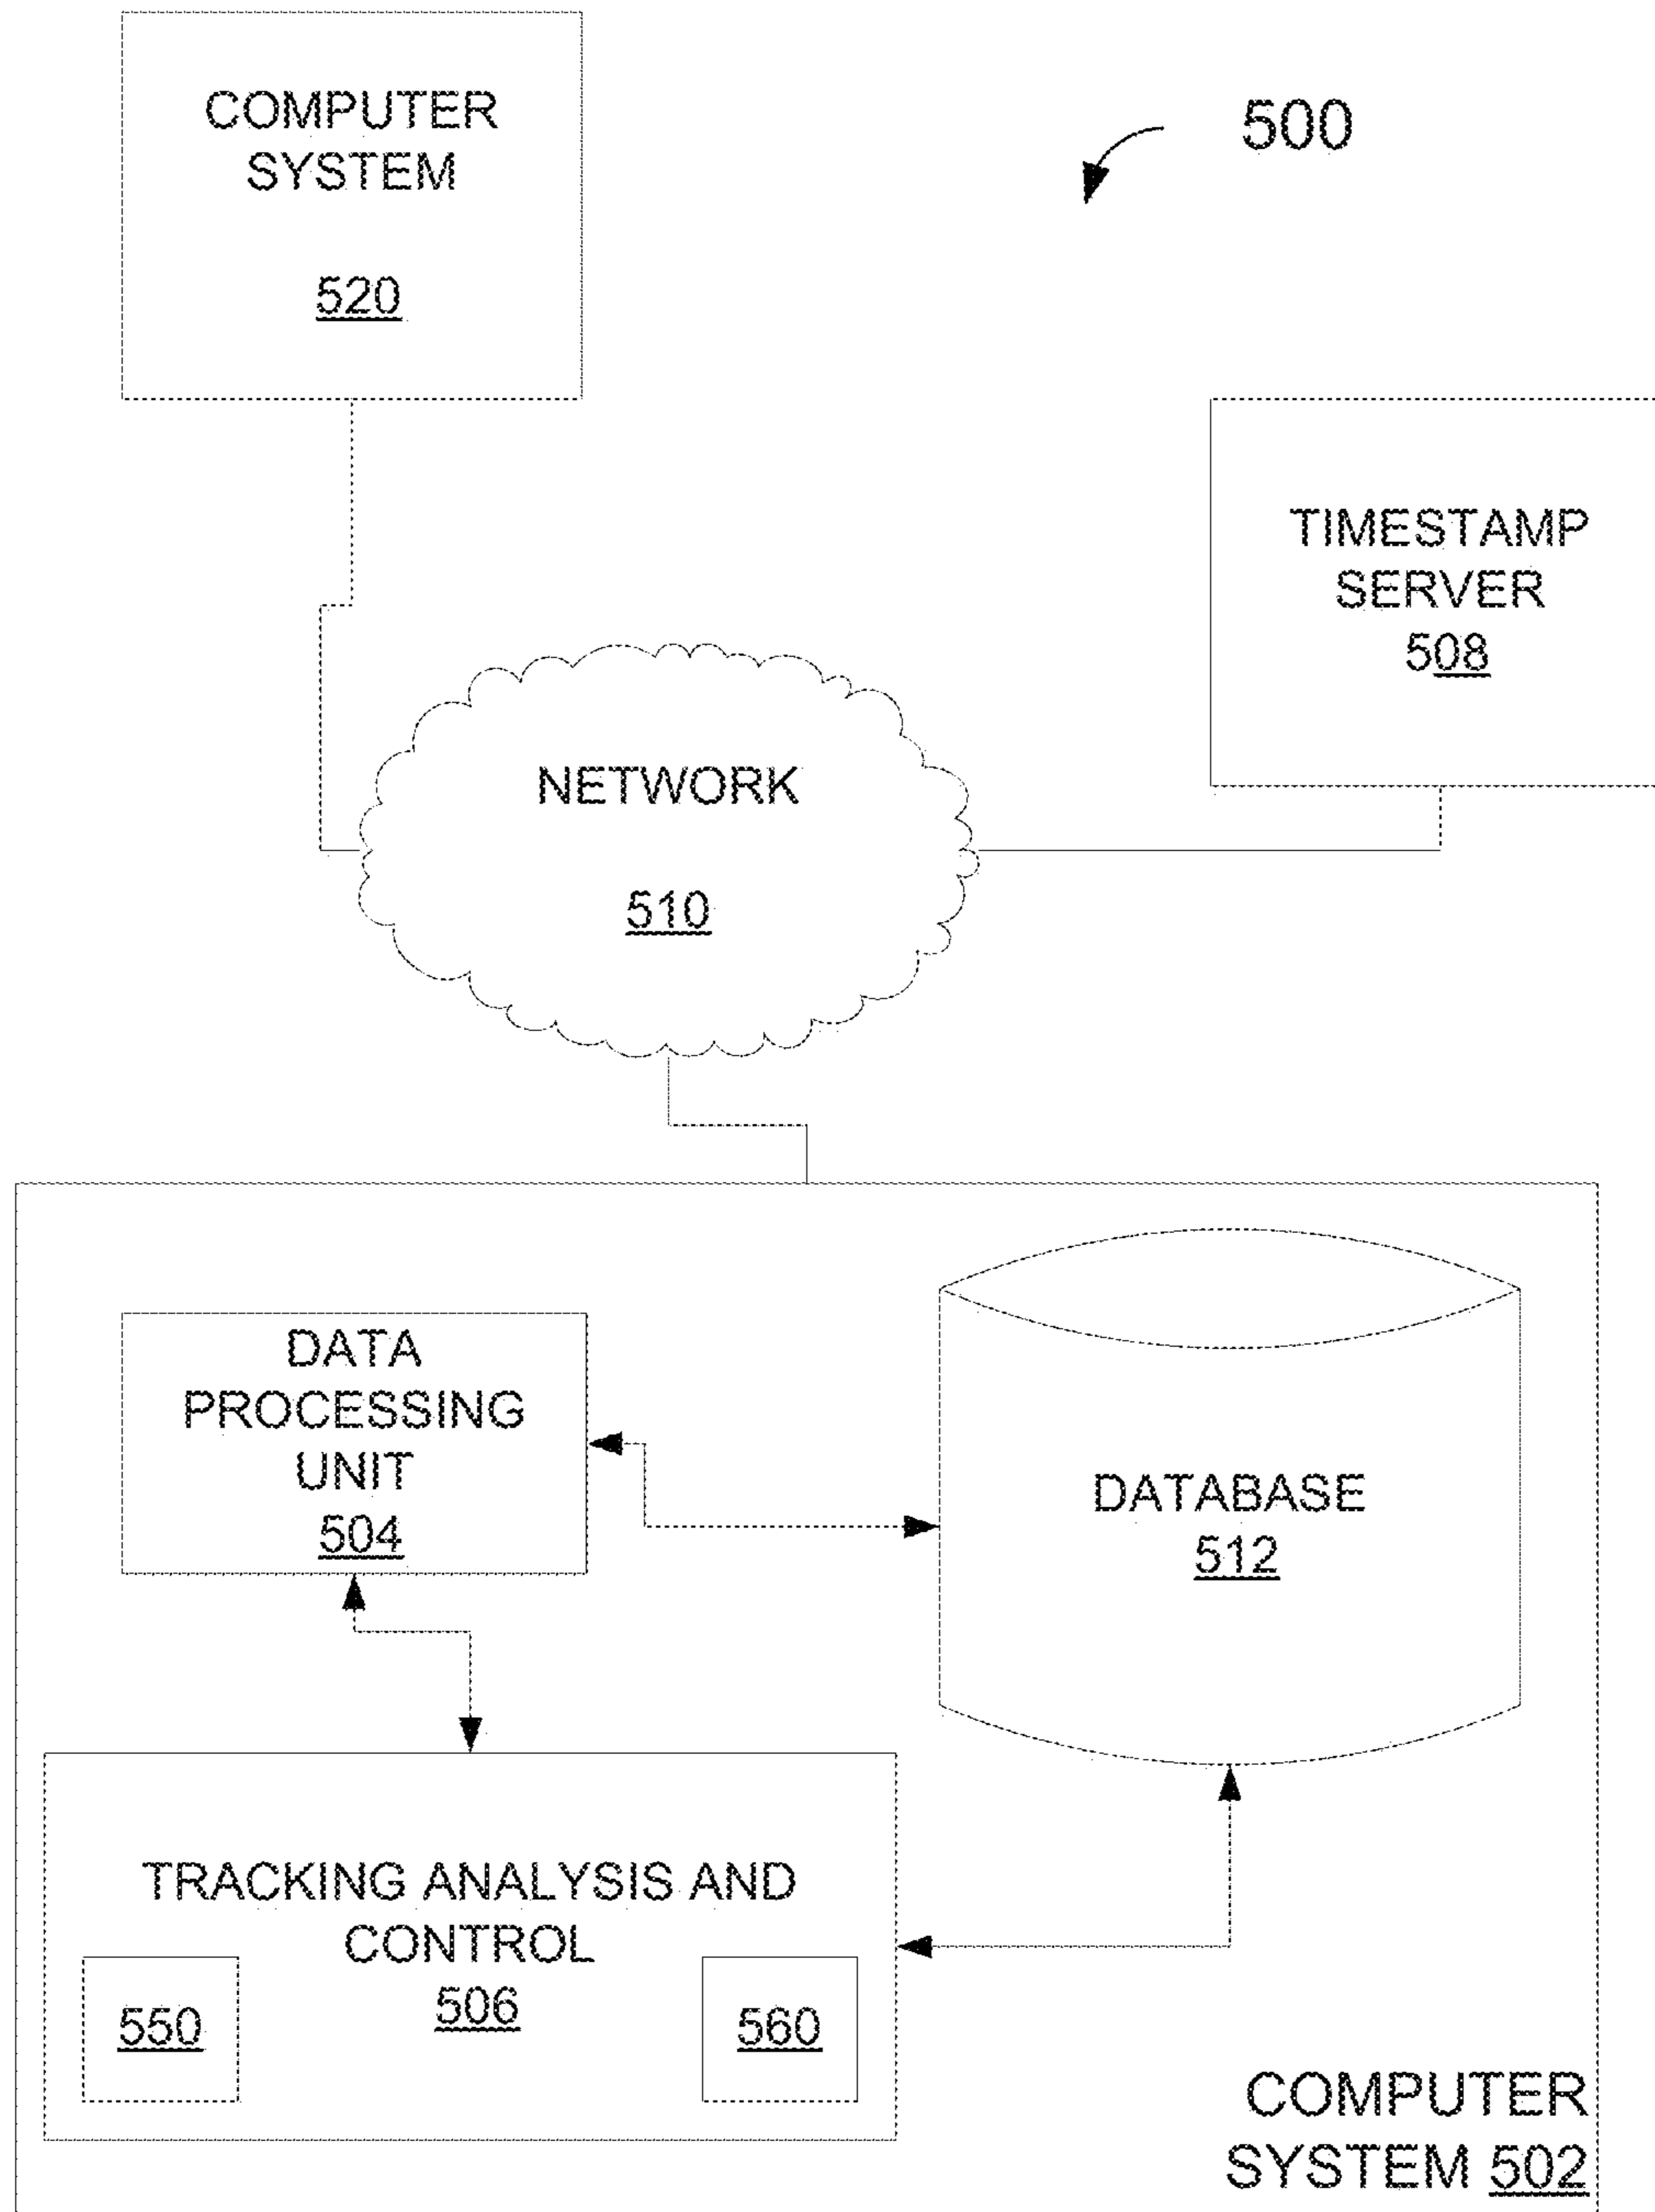 COMPUTER
SYSTEM
520
500
TIMESTAMP
SERVER
508
NETWORK
510
DATA
PROCESSING
UNIT
504
DATABASE
512
TRACKING ANALYSIS AND
CONTROL
506
550
560
COMPUTER
SYSTEM 502